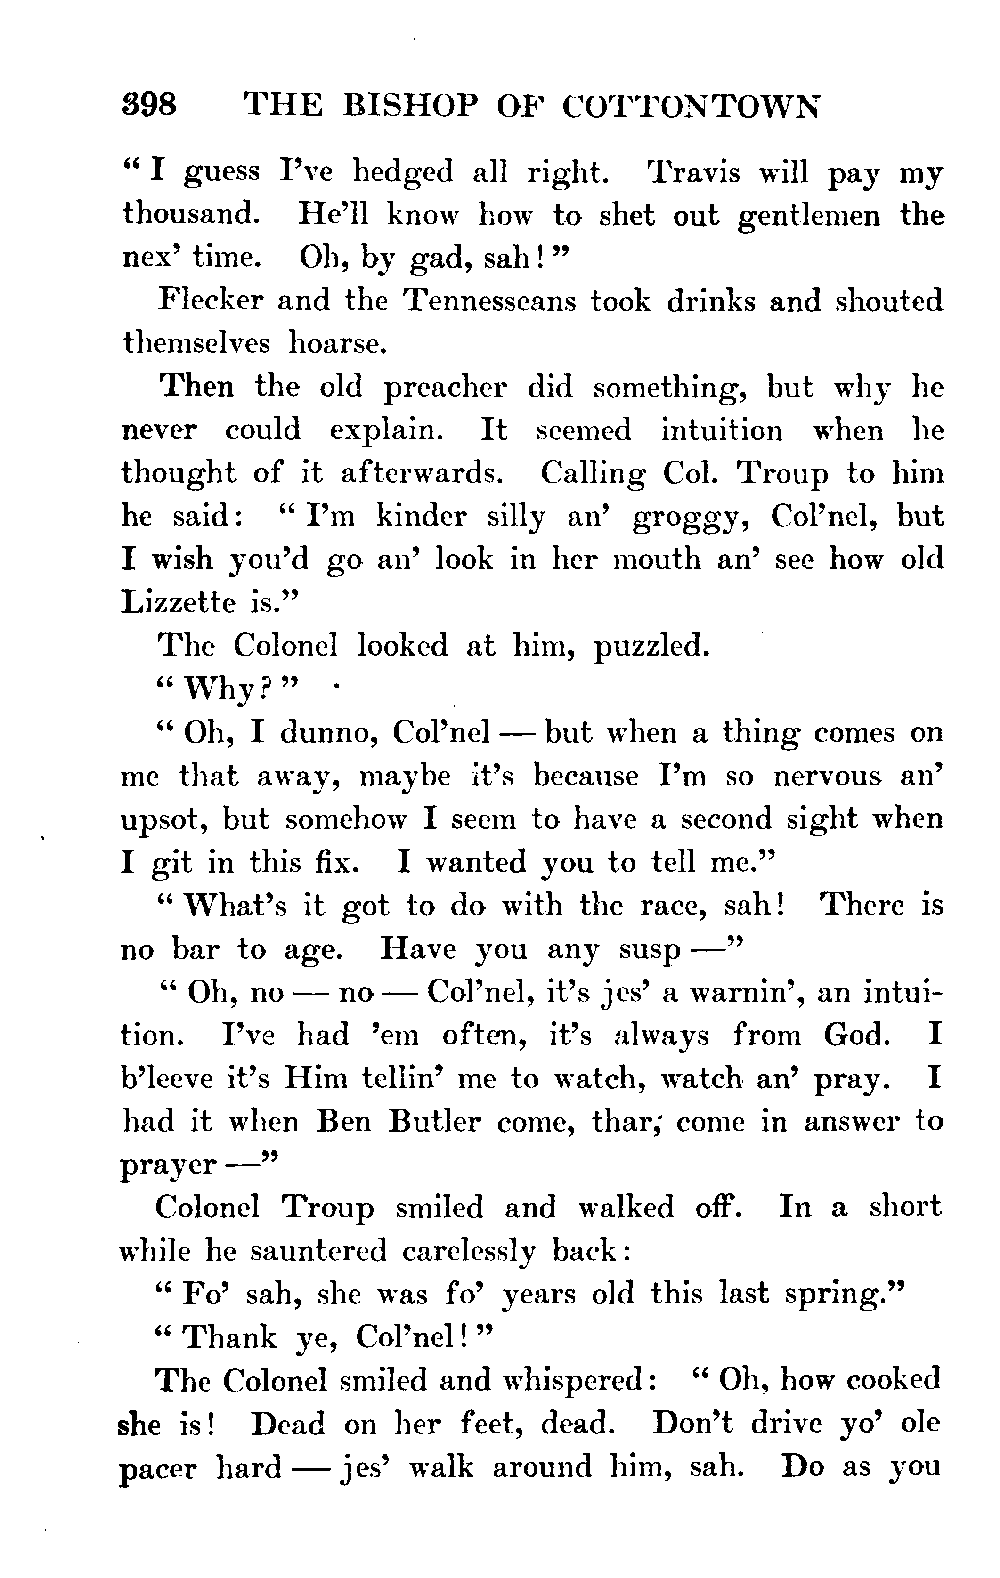 398 THE BISHOP OF COTTONTOWN
“ I guess I’ve hedged all right. Travis will pay my
thousand. He’ll know how to shet out gentlemen the
nex’ time. Oh, by gad, sah! ”
Flecker and the Tennesseans took drinks and shouted
themselves hoarse.
Then the old preacher did something, but why he
never could explain. It seemed intuition when he
thought of it afterwards. Calling Col. Troup to him
he said: “ I’m kinder silly an’ groggy, Col’nel, but
I wish you’d go an’ look in her mouth an’ see how old
Lizzette is.”
The Colonel looked at him, puzzled.
“ Why? ”
“ Oh, I dunno, Col’nel — but when a thing comes on
me that away, maybe it’s because I’m so nervous an’
upsot, but somehow I seem to have a second sight when
I git in this fix. I wanted you to tell me.”
“ What’s it got to do with the race, sah! There is
no bar to age. Have you any susp —”
“ Oh, no — no — Col’nel, it’s jes’ a warnin’, an intui-
tion. I’ve had ’em often, it’s always from God. I
b’leeve it’s Him tellin’ me to watch, watch an’ pray. I
had it when Ben Butler come, thar; come in answer to
prayer —”
Colonel Troup smiled and walked off. In a short
while he sauntered carelessly back:
“ Fo’ sah, she was fo’ years old this last spring.”
“ Thank ye, Col’nel! ”
The Colonel smiled and whispered: “ Oh, how cooked
she is! Dead on her feet, dead. Don’t drive yo’ ole
pacer hard — jes’ walk around him, sah. Do as you